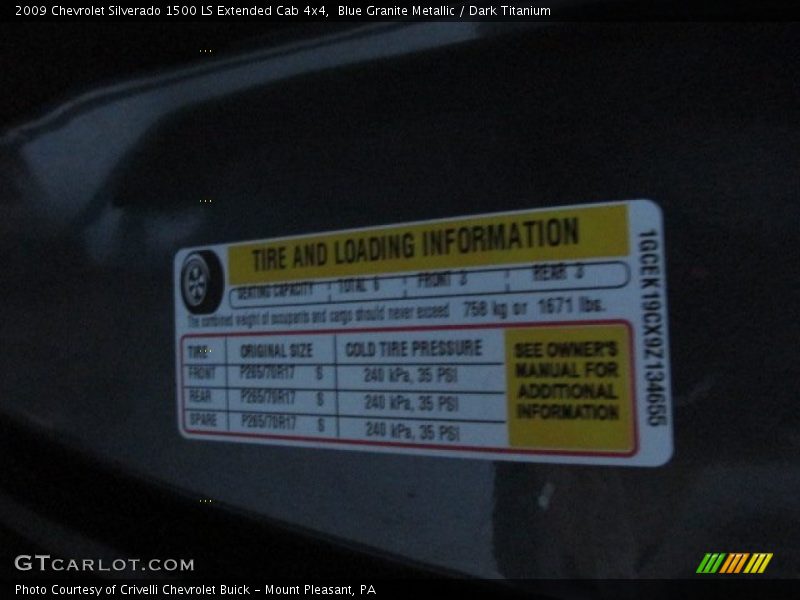 2009 Chevrolet Silverado 1500 LS Extended Cab 4x4, Blue Granite Metallic / Dark Titanium
TIRE AND LOADING INFORMATION
SEATING CAPACITY TOTAL 6 FRONT 3 REAR 3
The combined weight of occupants and cargo should never exceed 758 kg or 1671 lbs.
TIRE ORIGINAL SIZE COLD TIRE PRESSURE
FRONT P265/70R17 S 240 kPa, 35 PSI
REAR P265/70R17 S 240 kPa, 35 PSI
SPARE P265/70R17 S 240 kPa, 35 PSI
SEE OWNER'S
MANUAL FOR
ADDITIONAL
INFORMATION
1GCEK19CX9Z134655
GTCARLOT.COM
Photo Courtesy of Crivelli Chevrolet Buick - Mount Pleasant, PA